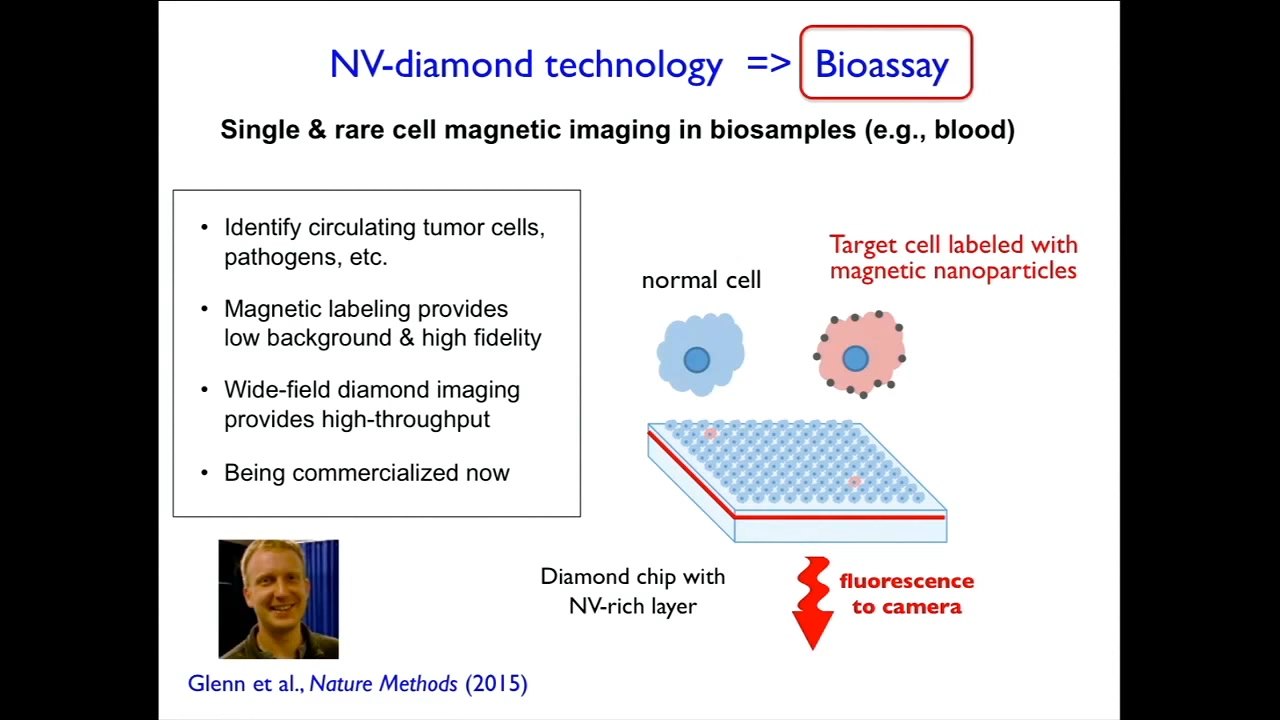 NV-diamond technology => Bioassay
Single & rare cell magnetic imaging in biosamples (e.g., blood)
• Identify circulating tumor cells,
pathogens, etc.
• Magnetic labeling provides
low background & high fidelity
• Wide-field diamond imaging
provides high-throughput
• Being commercialized now
normal cell
Target cell labeled with
magnetic nanoparticles
Diamond chip with
NV-rich layer
fluorescence
to camera
Glenn et al., Nature Methods (2015)